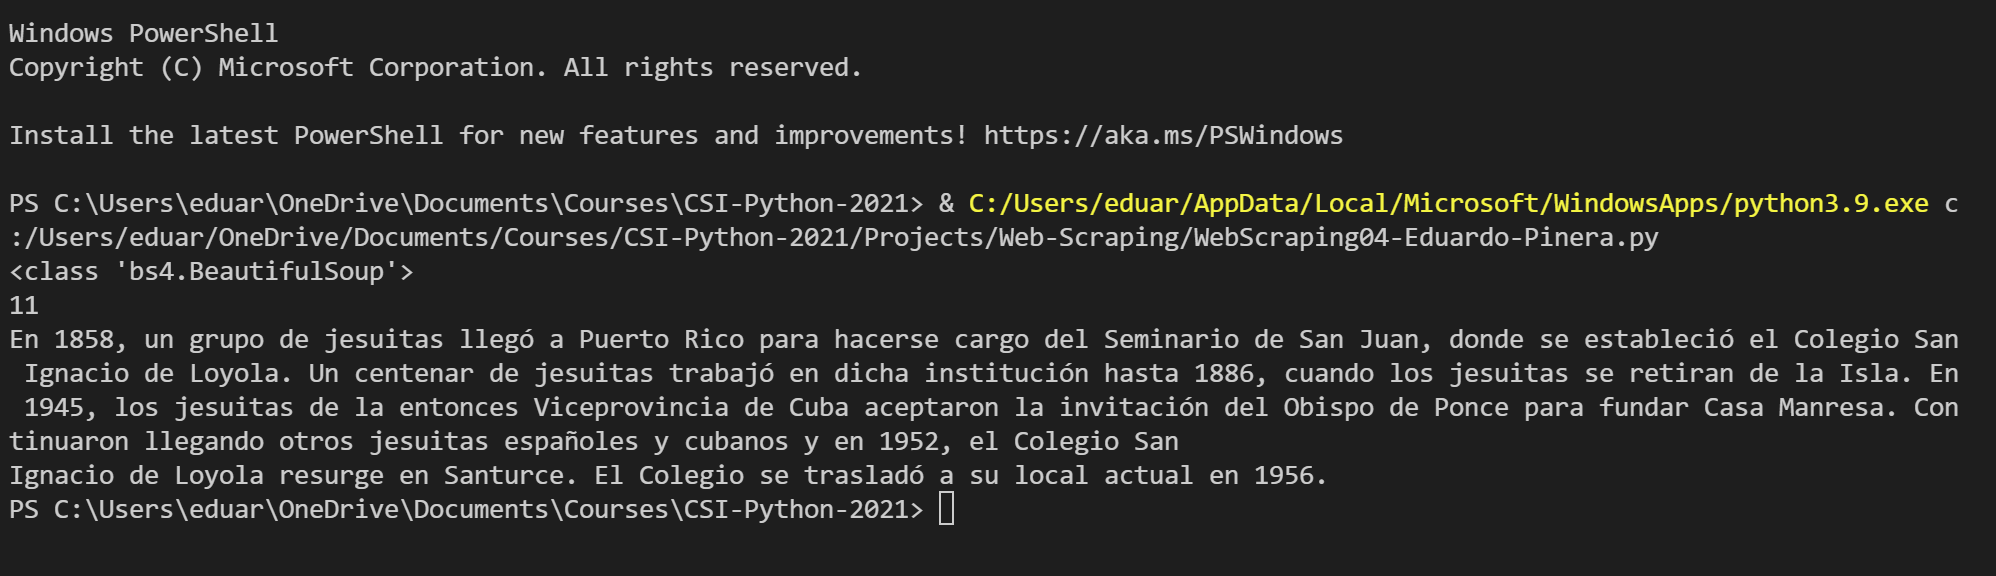 Windows PowerShell
Copyright (C) Microsoft Corporation. All rights reserved.
Install the latest PowerShell for new features and improvements! https://aka.ms/PSWindows
PS C:\Users\eduar\OneDrive\Documents\Courses\CSI-Python-2021> & C:/Users/eduar/AppData/Local/Microsoft/WindowsApps/python3.9.exe c
:/Users/eduar/OneDrive/Documents/Courses/CSI-Python-2021/Projects/Web-Scraping/WebScraping04-Eduardo-Pinera.py
<class 'bs4.BeautifulSoup'>
11
En 1858, un grupo de jesuitas llegó a Puerto Rico para hacerse cargo del Seminario de San Juan, donde se estableció el Colegio San
 Ignacio de Loyola. Un centenar de jesuitas trabajó en dicha institución hasta 1886, cuando los jesuitas se retiran de la Isla. En
 1945, los jesuitas de la entonces Viceprovincia de Cuba aceptaron la invitación del Obispo de Ponce para fundar Casa Manresa. Con
tinuaron llegando otros jesuitas españoles y cubanos y en 1952, el Colegio San
Ignacio de Loyola resurge en Santurce. El Colegio se trasladó a su local actual en 1956.
PS C:\Users\eduar\OneDrive\Documents\Courses\CSI-Python-2021>